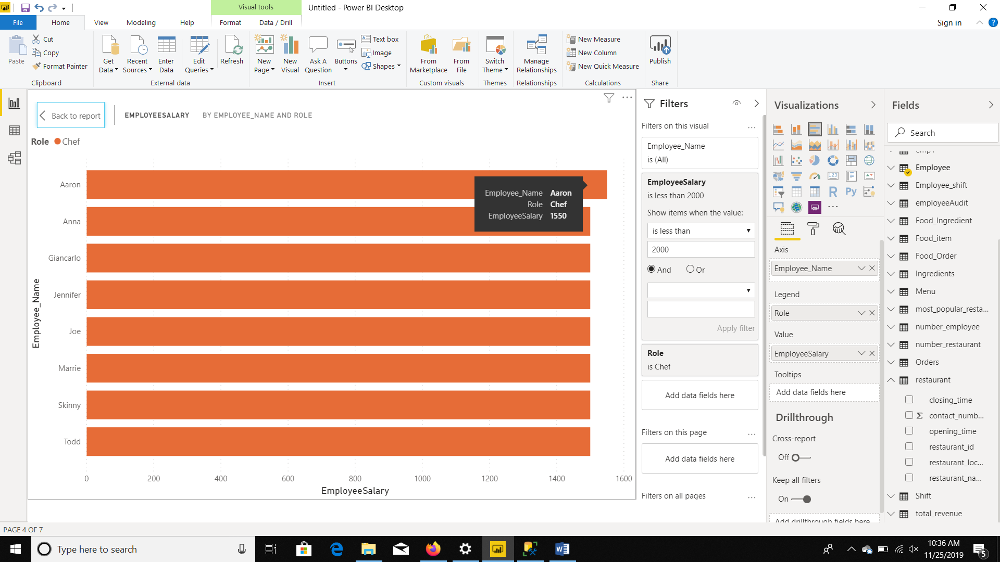 Visual tools
Untitled - Power BI Desktop
File
Home
View
Modeling
Help
Format
Data / Drill
Sign in
?
Paste
Cut
Copy
Format Painter
Clipboard
Get
Data
Recent
Sources
Enter
Data
Edit
Queries
Refresh
External data
New
Page
New
Visual
Ask A
Question
Buttons
Text box
Image
Shapes
Insert
From
Marketplace
From
File
Custom visuals
Switch
Theme
Themes
Manage
Relationships
Relationships
New Measure
New Column
New Quick Measure
Calculations
Publish
Share
Back to report
EMPLOYEESALARY
BY EMPLOYEE_NAME AND ROLE
Role
Chef
Employee_Name
Aaron
Anna
Giancarlo
Jennifer
Joe
Marrie
Skinny
Todd
Employee_Name Aaron
Role Chef
EmployeeSalary 1550
0 200 400 600 800 1000 1200 1400 1600
EmployeeSalary
Filters
Filters on this visual
...
Employee_Name
is (All)
EmployeeSalary
is less than 2000
Show items when the value:
is less than
2000
And
Or
Apply filter
Role
is Chef
Add data fields here
Filters on this page
...
Add data fields here
Filters on all pages
...
Visualizations
123
R
Py
...
Axis
Employee_Name
Legend
Role
Value
EmployeeSalary
Tooltips
Add data fields here
Drillthrough
Cross-report
Off
Keep all filters
On
Add drillthrough fields here
Fields
Search
Employee
Employee_shift
employeeAudit
Food_Ingredient
Food_item
Food_Order
Ingredients
Menu
most_popular_resta...
number_employee
number_restaurant
Orders
restaurant
closing_time
Σ contact_numb...
opening_time
restaurant_id
restaurant_loc...
restaurant_na...
Shift
total_revenue
PAGE 4 OF 7
Type here to search
10:36 AM
11/25/2019
5